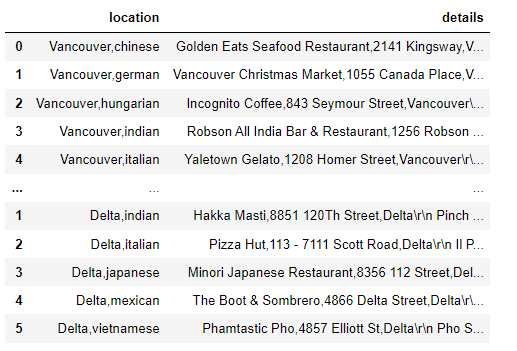 location details
0 Vancouver,chinese Golden Eats Seafood Restaurant,2141 Kingsway,V...
1 Vancouver,german Vancouver Christmas Market,1055 Canada Place,V...
2 Vancouver,hungarian Incognito Coffee,843 Seymour Street,Vancouver\...
3 Vancouver,indian Robson All India Bar & Restaurant,1256 Robson ...
4 Vancouver,italian Yaletown Gelato,1208 Homer Street,Vancouver\r\...
... ... ...
1 Delta,indian Hakka Masti,8851 120Th Street,Delta\r\n Pinch ...
2 Delta,italian Pizza Hut,113 - 7111 Scott Road,Delta\r\n Il P...
3 Delta,japanese Minori Japanese Restaurant,8356 112 Street,Del...
4 Delta,mexican The Boot & Sombrero,4866 Delta Street,Delta\r\...
5 Delta,vietnamese Phamtastic Pho,4857 Elliott St,Delta\r\n Pho S...